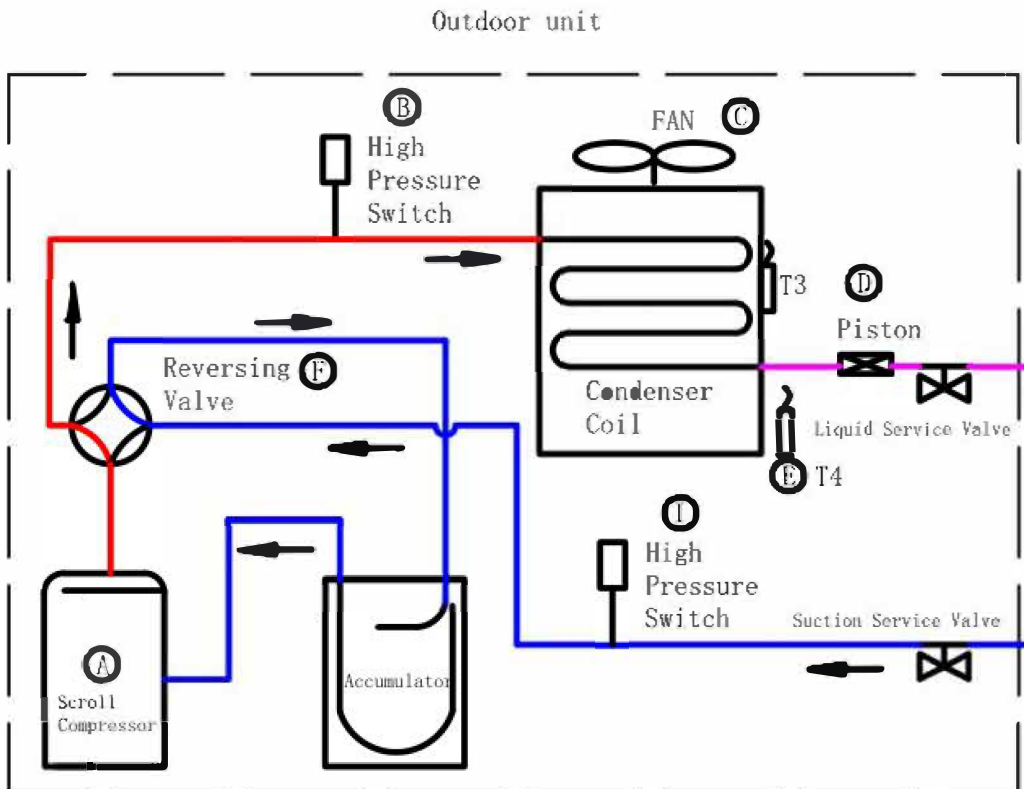 Outdoor unit
B
High
Pressure
Switch
FAN C
T3
D
Piston
Reversing F
Valve
Condenser
Coil
Liquid Service Valve
E T4
I
High
Pressure
Switch
Suction Service Valve
A
Scroll
Compressor
Accumulator